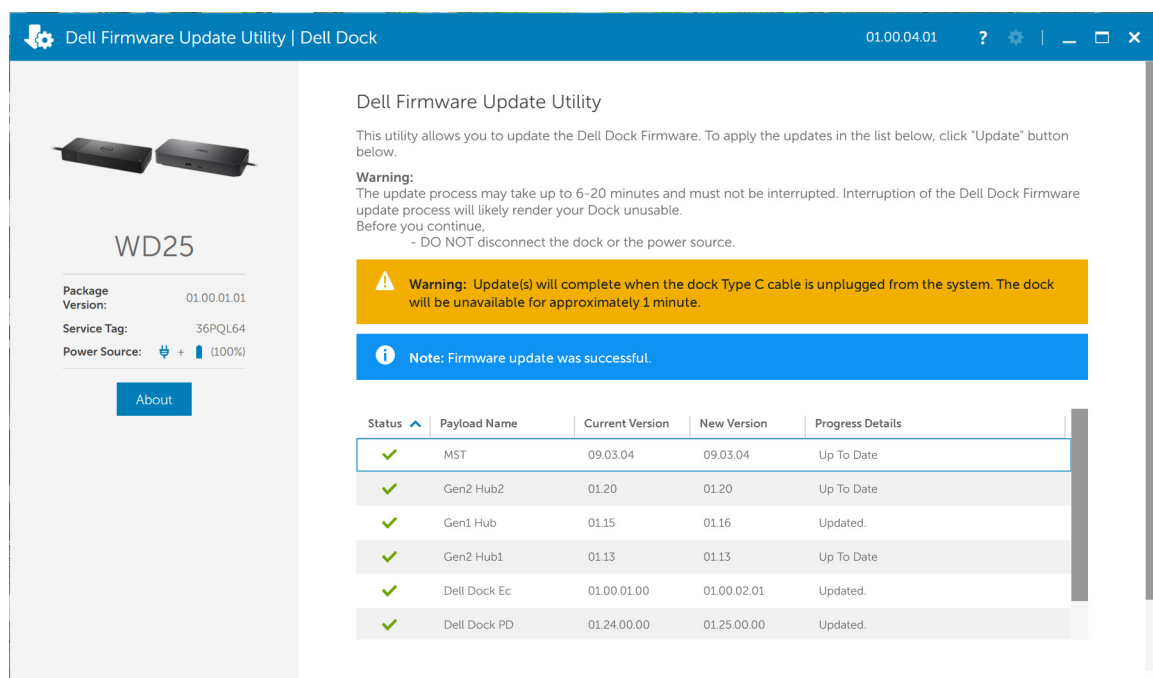 Dell Firmware Update Utility | Dell Dock
01.00.04.01
?
WD25
Package Version: 01.00.01.01
Service Tag: 36PQL64
Power Source: + (100%)
About
Dell Firmware Update Utility
This utility allows you to update the Dell Dock Firmware. To apply the updates in the list below, click "Update" button
below.
Warning:
The update process may take up to 6-20 minutes and must not be interrupted. Interruption of the Dell Dock Firmware
update process will likely render your Dock unusable.
Before you continue,
- DO NOT disconnect the dock or the power source.
Warning: Update(s) will complete when the dock Type C cable is unplugged from the system. The dock
will be unavailable for approximately 1 minute.
Note: Firmware update was successful.
Status Payload Name Current Version New Version Progress Details
MST 09.03.04 09.03.04 Up To Date
Gen2 Hub2 01.20 01.20 Up To Date
Gen1 Hub 01.15 01.16 Updated.
Gen2 Hub1 01.13 01.13 Up To Date
Dell Dock Ec 01.00.01.00 01.00.02.01 Updated.
Dell Dock PD 01.24.00.00 01.25.00.00 Updated.